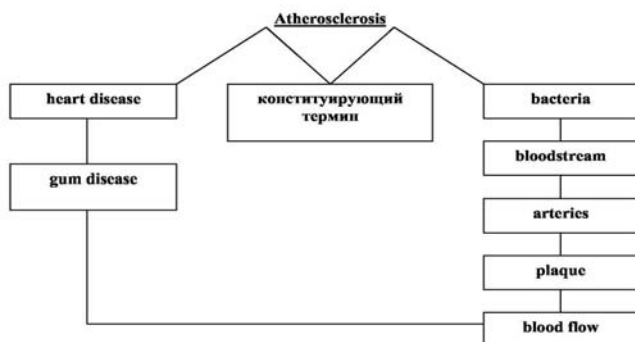 Atherosclerosis
heart disease
конституирующий
термин
bacteria
gum disease
bloodstream
arteries
plaque
blood flow